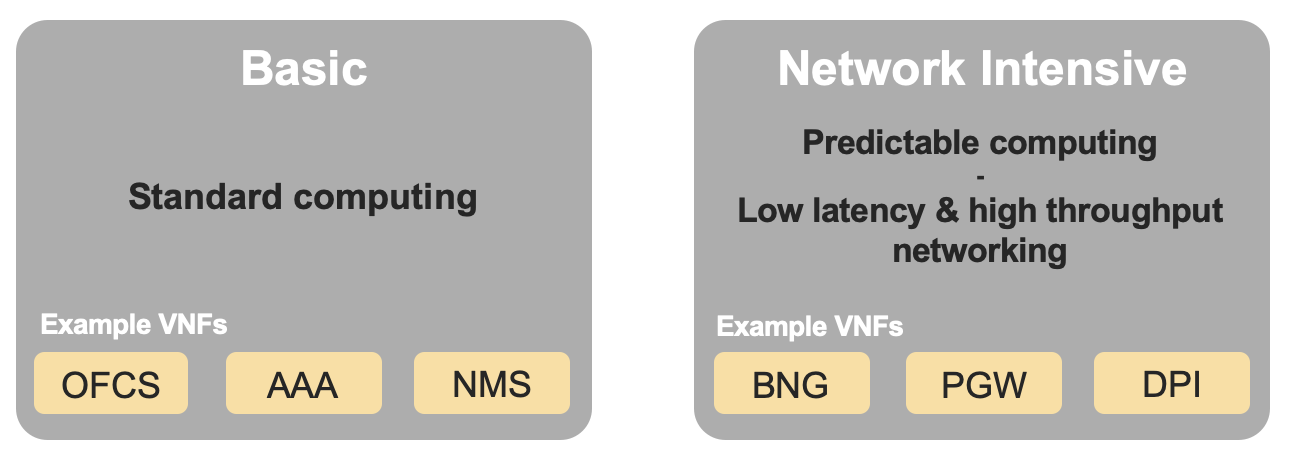 Basic
Standard computing
Example VNFs
OFCS
AAA
NMS
Network Intensive
Predictable computing
-
Low latency & high throughput
networking
Example VNFs
BNG
PGW
DPI